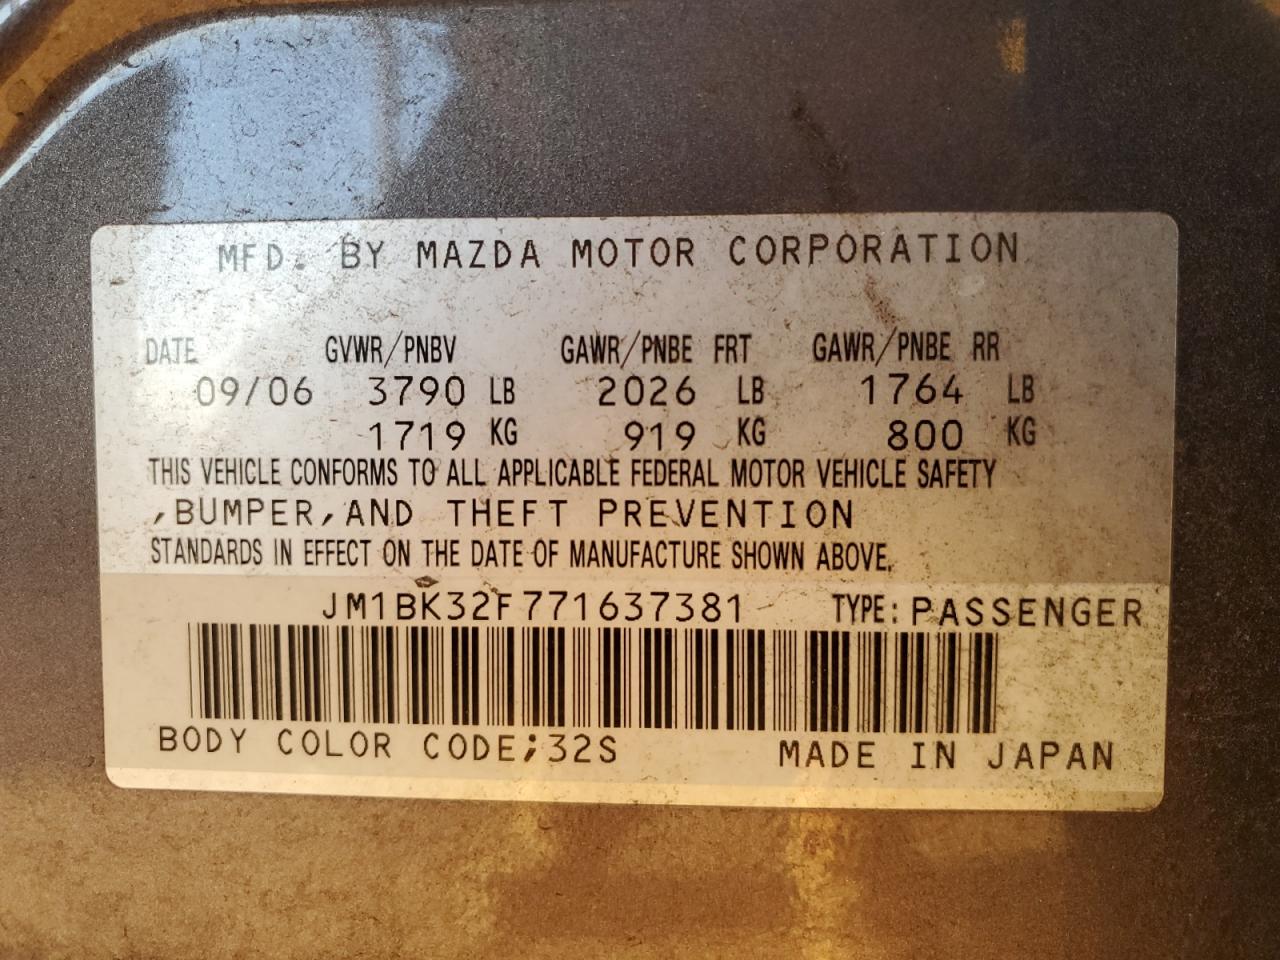 MFD. BY MAZDA MOTOR CORPORATION
DATE GVWR/PNBV GAWR/PNBE FRT GAWR/PNBE RR
09/06 3790 LB 2026 LB 1764 LB
1719 KG 919 KG 800 KG
THIS VEHICLE CONFORMS TO ALL APPLICABLE FEDERAL MOTOR VEHICLE SAFETY
,BUMPER,AND THEFT PREVENTION
STANDARDS IN EFFECT ON THE DATE OF MANUFACTURE SHOWN ABOVE.
JM1BK32F771637381 TYPE:PASSENGER
BODY COLOR CODE;32S MADE IN JAPAN